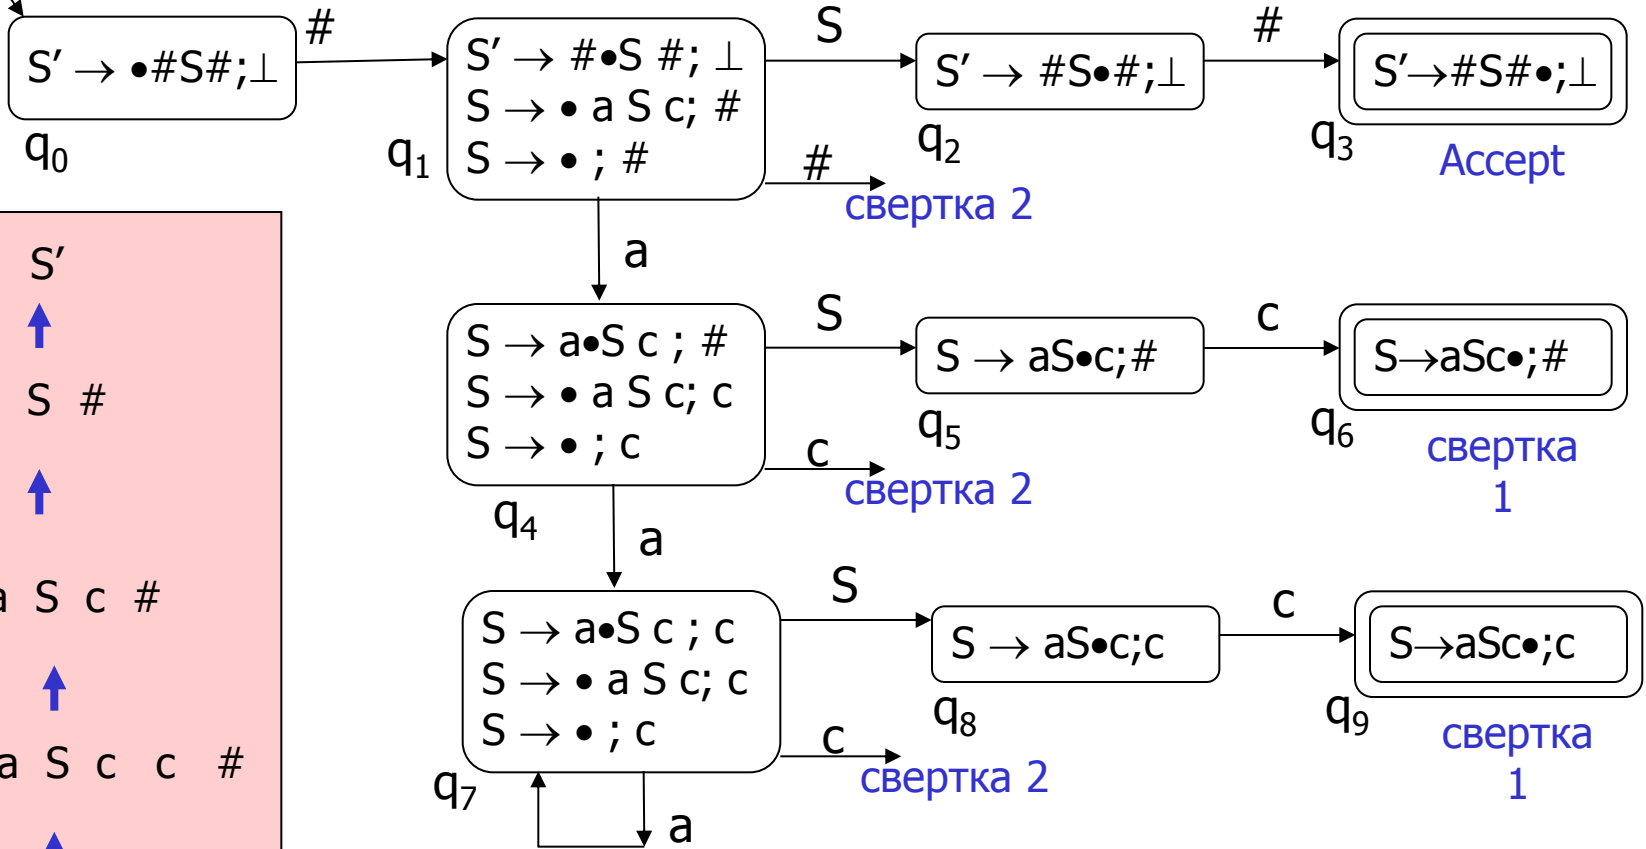 #
S
#
S′ → •#S#;⊥
q0
S′ → #•S #; ⊥
S → • a S c; #
S → • ; #
q1
#
свертка 2
S′ → #S•#;⊥
q2
S′→#S#•;⊥
q3
Accept
a
S
c
S → a•S c ; #
S → • a S c; c
S → • ; c
q4
c
свертка 2
S → aS•c;#
q5
S→aSc•;#
q6
свертка
1
a
S
c
S → a•S c ; c
S → • a S c; c
S → • ; c
q7
c
свертка 2
S → aS•c;c
q8
S→aSc•;c
q9
свертка
1
a
S′
S #
a S c #
a S c c #